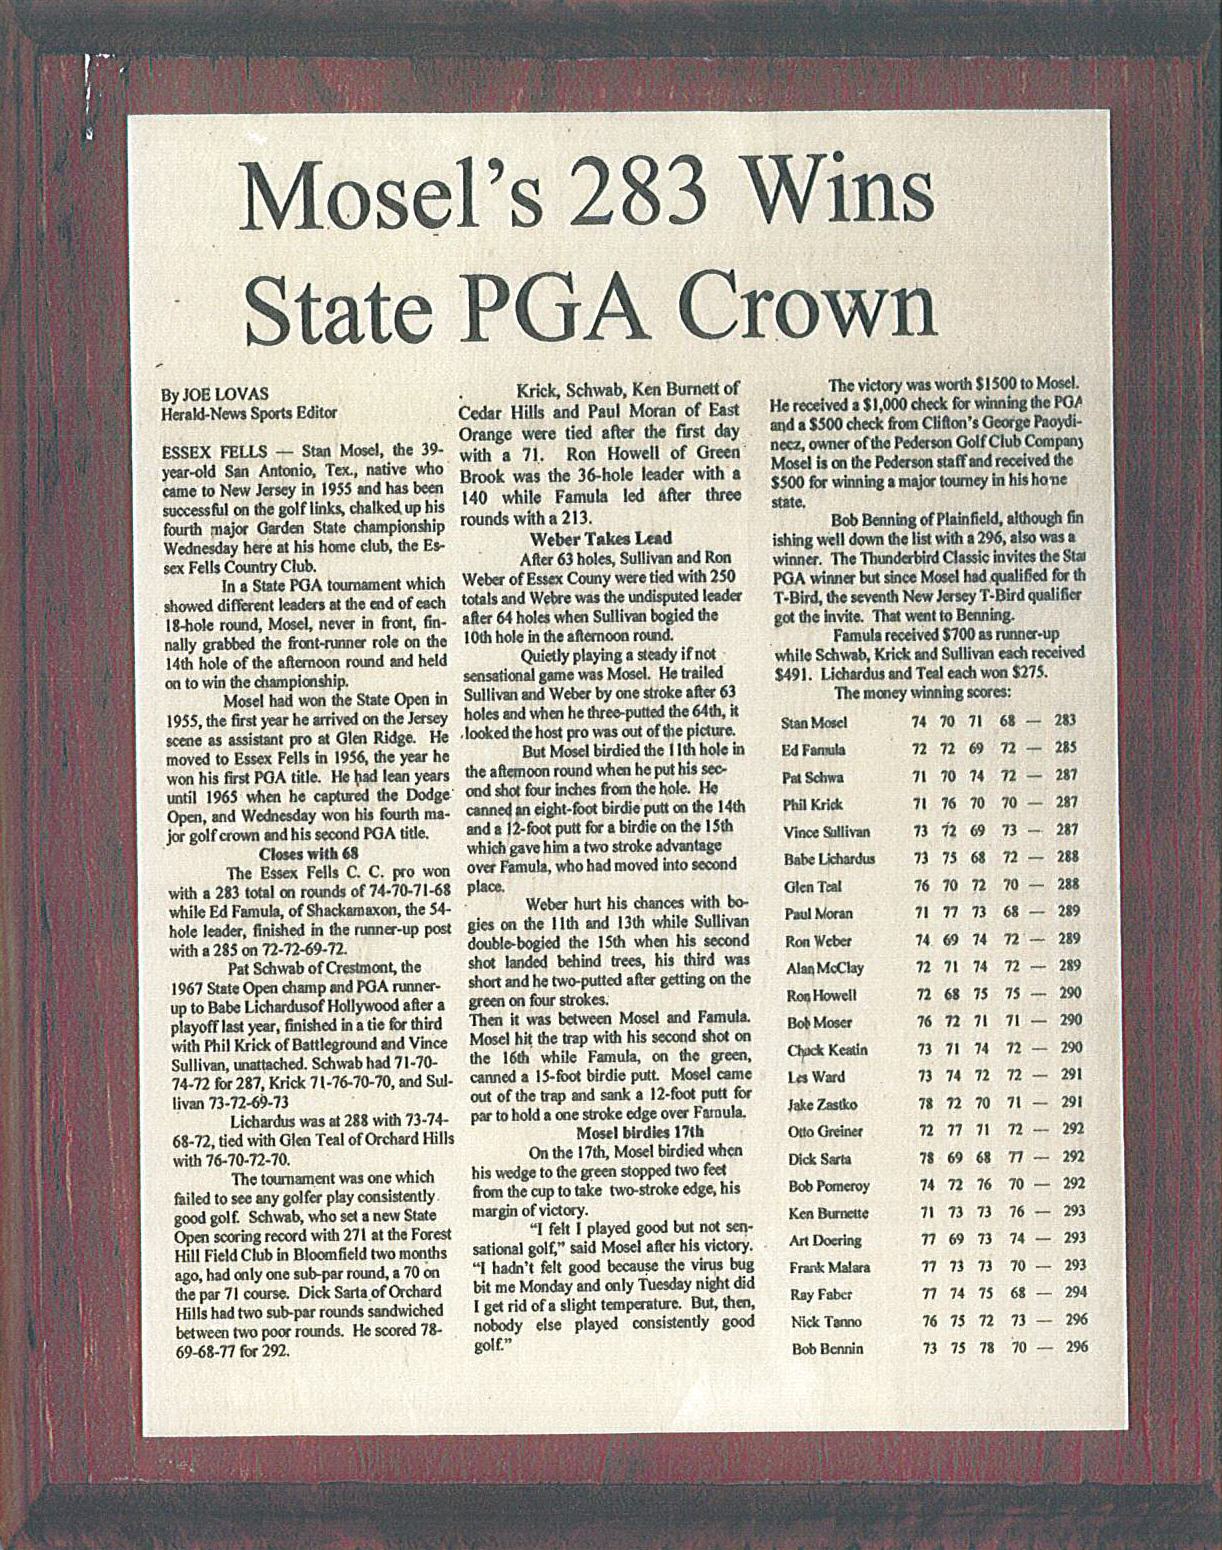 Mosel's 283 Wins
State PGA Crown
By JOE LOVAS
Herald-News Sports Editor
ESSEX FELLS — Stan Mosel, the 39-
year-old San Antonio, Tex., native who
came to New Jersey in 1955 and has been
successful on the golf links, chalked up his
fourth major Garden State championship
Wednesday here at his home club, the Es-
sex Fells Country Club.
In a State PGA tournament which
showed different leaders at the end of each
18-hole round, Mosel, never in front, fin-
nally grabbed the front-runner role on the
14th hole of the afternoon round and held
on to win the championship.
Mosel had won the State Open in
1955, the first year he arrived on the Jersey
scene as assistant pro at Glen Ridge. He
moved to Essex Fells in 1956, the year he
won his first PGA title. He had lean years
until 1965 when he captured the Dodge
Open, and Wednesday won his fourth ma-
jor golf crown and his second PGA title.
Closes with 68
The Essex Fells C. C. pro won
with a 283 total on rounds of 74-70-71-68
while Ed Famula, of Shackamaxon, the 54-
hole leader, finished in the runner-up post
with a 285 on 72-72-69-72.
Pat Schwab of Crestmont, the
1967 State Open champ and PGA runner-
up to Babe Lichardusof Hollywood after a
playoff last year, finished in a tie for third
with Phil Krick of Battleground and Vince
Sullivan, unattached. Schwab had 71-70-
74-72 for 287, Krick 71-76-70-70, and Sul-
livan 73-72-69-73
Lichardus was at 288 with 73-74-
68-72, tied with Glen Teal of Orchard Hills
with 76-70-72-70.
The tournament was one which
failed to see any golfer play consistently
good golf. Schwab, who set a new State
Open scoring record with 271 at the Forest
Hill Field Club in Bloomfield two months
ago, had only one sub-par round, a 70 on
the par 71 course. Dick Sarta of Orchard
Hills had two sub-par rounds sandwiched
between two poor rounds. He scored 78-
69-68-77 for 292.
Krick, Schwab, Ken Burnett of
Cedar Hills and Paul Moran of East
Orange were tied after the first day
with a 71. Ron Howell of Green
Brook was the 36-hole leader with a
140 while Famula led after three
rounds with a 213.
Weber Takes Lead
After 63 holes, Sullivan and Ron
Weber of Essex Couny were tied with 250
totals and Webre was the undisputed leader
after 64 holes when Sullivan bogied the
10th hole in the afternoon round.
Quietly playing a steady if not
sensational game was Mosel. He trailed
Sullivan and Weber by one stroke after 63
holes and when he three-putted the 64th, it
looked the host pro was out of the picture.
But Mosel birdied the 11th hole in
the afternoon round when he put his sec-
ond shot four inches from the hole. He
canned an eight-foot birdie putt on the 14th
and a 12-foot putt for a birdie on the 15th
which gave him a two stroke advantage
over Famula, who had moved into second
place.
Weber hurt his chances with bo-
gies on the 11th and 13th while Sullivan
double-bogied the 15th when his second
shot landed behind trees, his third was
short and he two-putted after getting on the
green on four strokes.
Then it was between Mosel and Famula.
Mosel hit the trap with his second shot on
the 16th while Famula, on the green,
canned a 15-foot birdie putt. Mosel came
out of the trap and sank a 12-foot putt for
par to hold a one stroke edge over Famula.
Mosel birdies 17th
On the 17th, Mosel birdied when
his wedge to the green stopped two feet
from the cup to take two-stroke edge, his
margin of victory.
"I felt I played good but not sen-
sational golf," said Mosel after his victory.
"I hadn't felt good because the virus bug
bit me Monday and only Tuesday night did
I get rid of a slight temperature. But, then,
nobody else played consistently good
golf."
The victory was worth $1500 to Mosel.
He received a $1,000 check for winning the PGA
and a $500 check from Clifton's George Paoydi-
necz, owner of the Pederson Golf Club Company
Mosel is on the Pederson staff and received the
$500 for winning a major tourney in his home
state.
Bob Benning of Plainfield, although fin
ishing well down the list with a 296, also was a
winner. The Thunderbird Classic invites the Stat
PGA winner but since Mosel had qualified for th
T-Bird, the seventh New Jersey T-Bird qualifier
got the invite. That went to Benning.
Famula received $700 as runner-up
while Schwab, Krick and Sullivan each received
$491. Lichardus and Teal each won $275.
The money winning scores:
Stan Mosel 74 70 71 68 — 283
Ed Famula 72 72 69 72 — 285
Pat Schwa 71 70 74 72 — 287
Phil Krick 71 76 70 70 — 287
Vince Sullivan 73 72 69 73 — 287
Babe Lichardus 73 75 68 72 — 288
Glen Teal 76 70 72 70 — 288
Paul Moran 71 77 73 68 — 289
Ron Weber 74 69 74 72 — 289
Alan McClay 72 71 74 72 — 289
Ron Howell 72 68 75 75 — 290
Bob Moser 76 72 71 71 — 290
Chuck Keatin 73 71 74 72 — 290
Les Ward 73 74 72 72 — 291
Jake Zastko 78 72 70 71 — 291
Otto Greiner 72 77 71 72 — 292
Dick Sarta 78 69 68 77 — 292
Bob Pomeroy 74 72 76 70 — 292
Ken Burnette 71 73 73 76 — 293
Art Doering 77 69 73 74 — 293
Frank Malara 77 73 73 70 — 293
Ray Faber 77 74 75 68 — 294
Nick Tanno 76 75 72 73 — 296
Bob Bennin 73 75 78 70 — 296